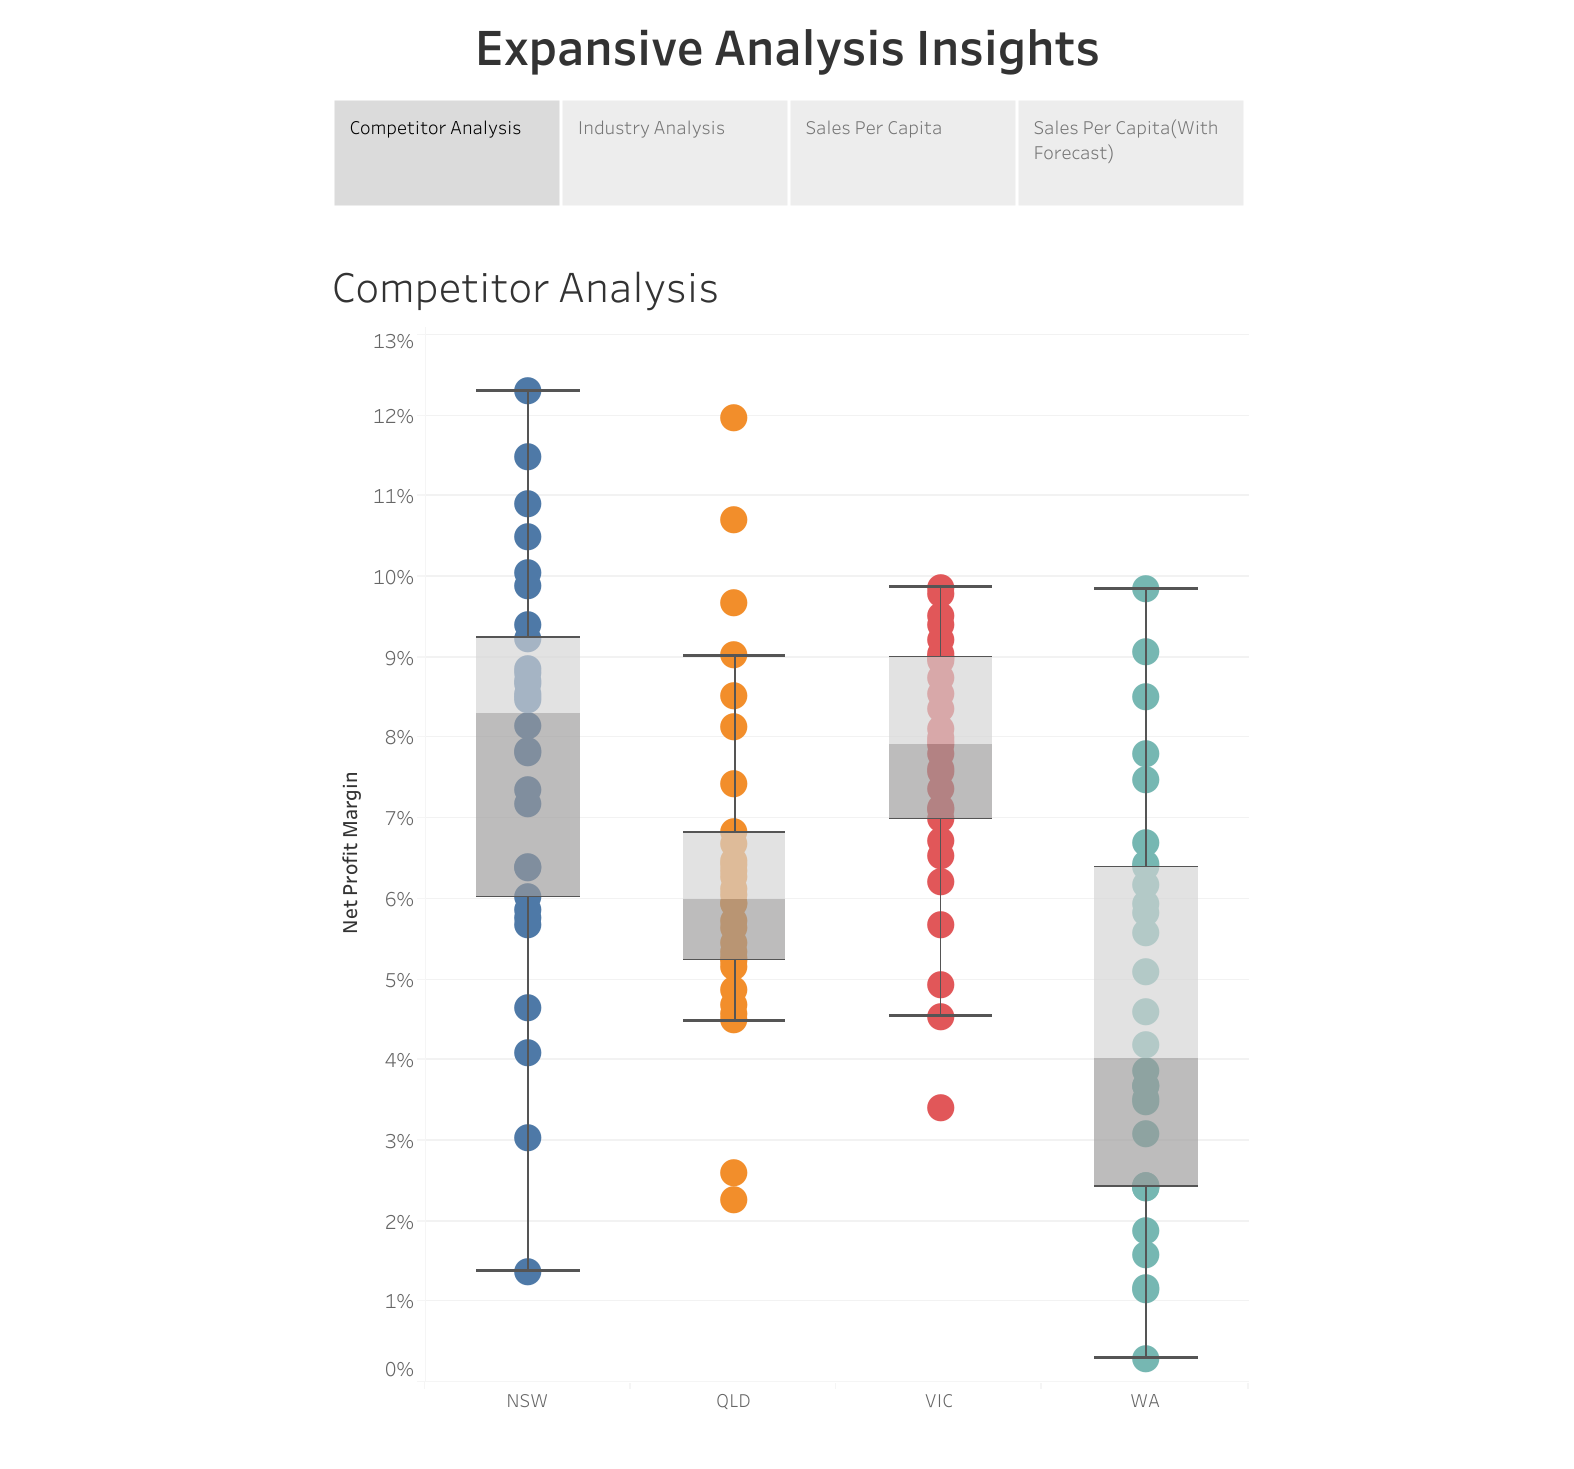 Expansive Analysis Insights
Competitor Analysis
Industry Analysis
Sales Per Capita
Sales Per Capita(With
Forecast)
Competitor Analysis
13%
12%
11%
10%
9%
8%
7%
6%
5%
4%
3%
2%
1%
0%
Net Profit Margin
NSW
QLD
VIC
WA